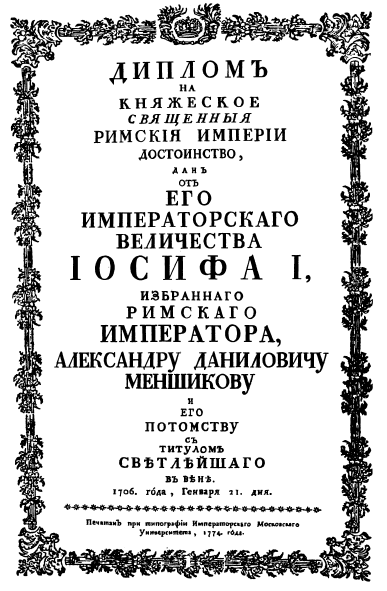 ДИПЛОМЪ
НА
КНЯЖЕСКОЕ
СВЯЩЕННЫЯ
РИМСКІЯ ИМПЕРІИ
ДОСТОИНСТВО,
ДАНЪ
ОТЪ
ЕГО
ИМПЕРАТОРСКАГО
ВЕЛИЧЕСТВА
ІОСИФА I,
ИЗБРАННАГО
РИМСКАГО
ИМПЕРАТОРА,
АЛЕКСАНДРУ ДАНИЛОВИЧУ
МЕНШИКОВУ
И
ЕГО
ПОТОМСТВУ
СЪ
ТИТУЛОМЪ
СВѢТЛѢЙШАГО
ВЪ ВѢНѢ.
1706. го́да, Генваря 21. дня.
Печатанъ при типографіи Императорскаго Московскаго
Университета, 1774. года.